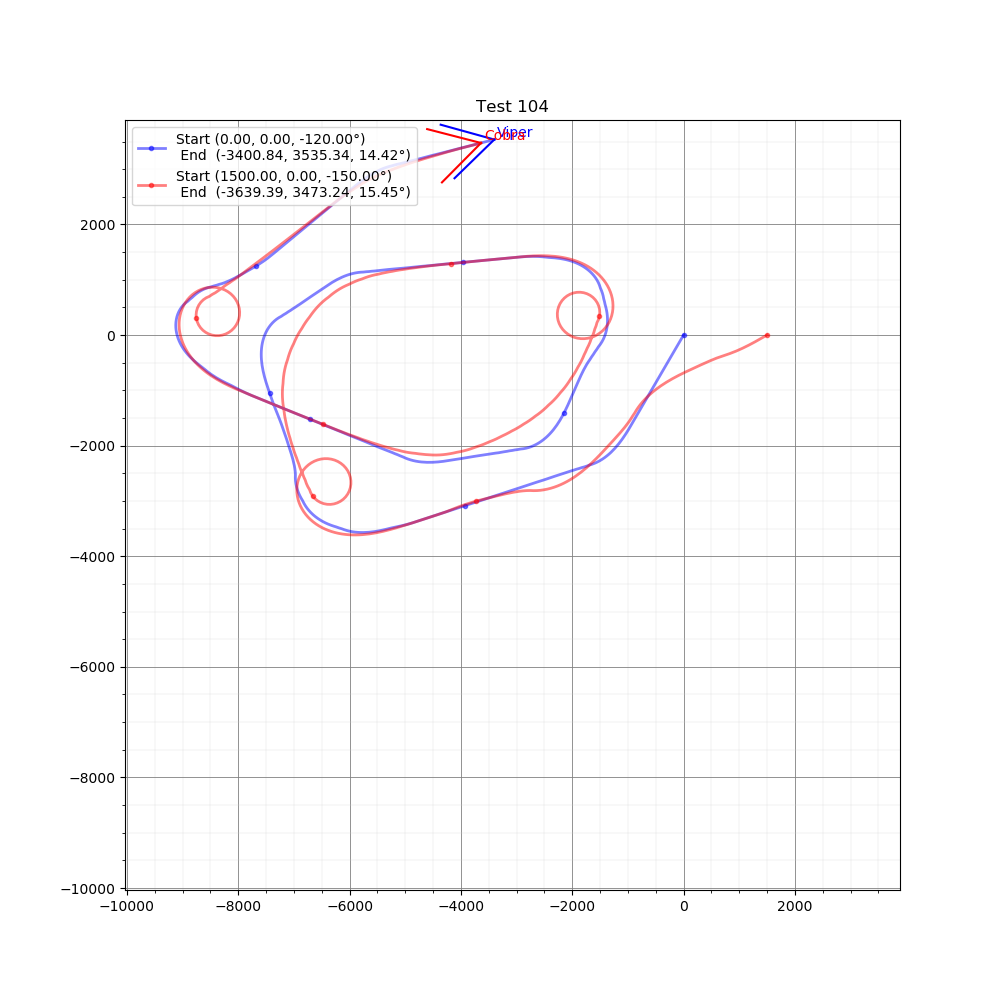 Test 104
Start (0.00, 0.00, -120.00°)
End (-3400.84, 3535.34, 14.42°)
Start (1500.00, 0.00, -150.00°)
End (-3639.39, 3473.24, 15.45°)
Viper
Cobra
2000
0
−2000
−4000
−6000
−8000
−10000
−10000 −8000 −6000 −4000 −2000 0 2000